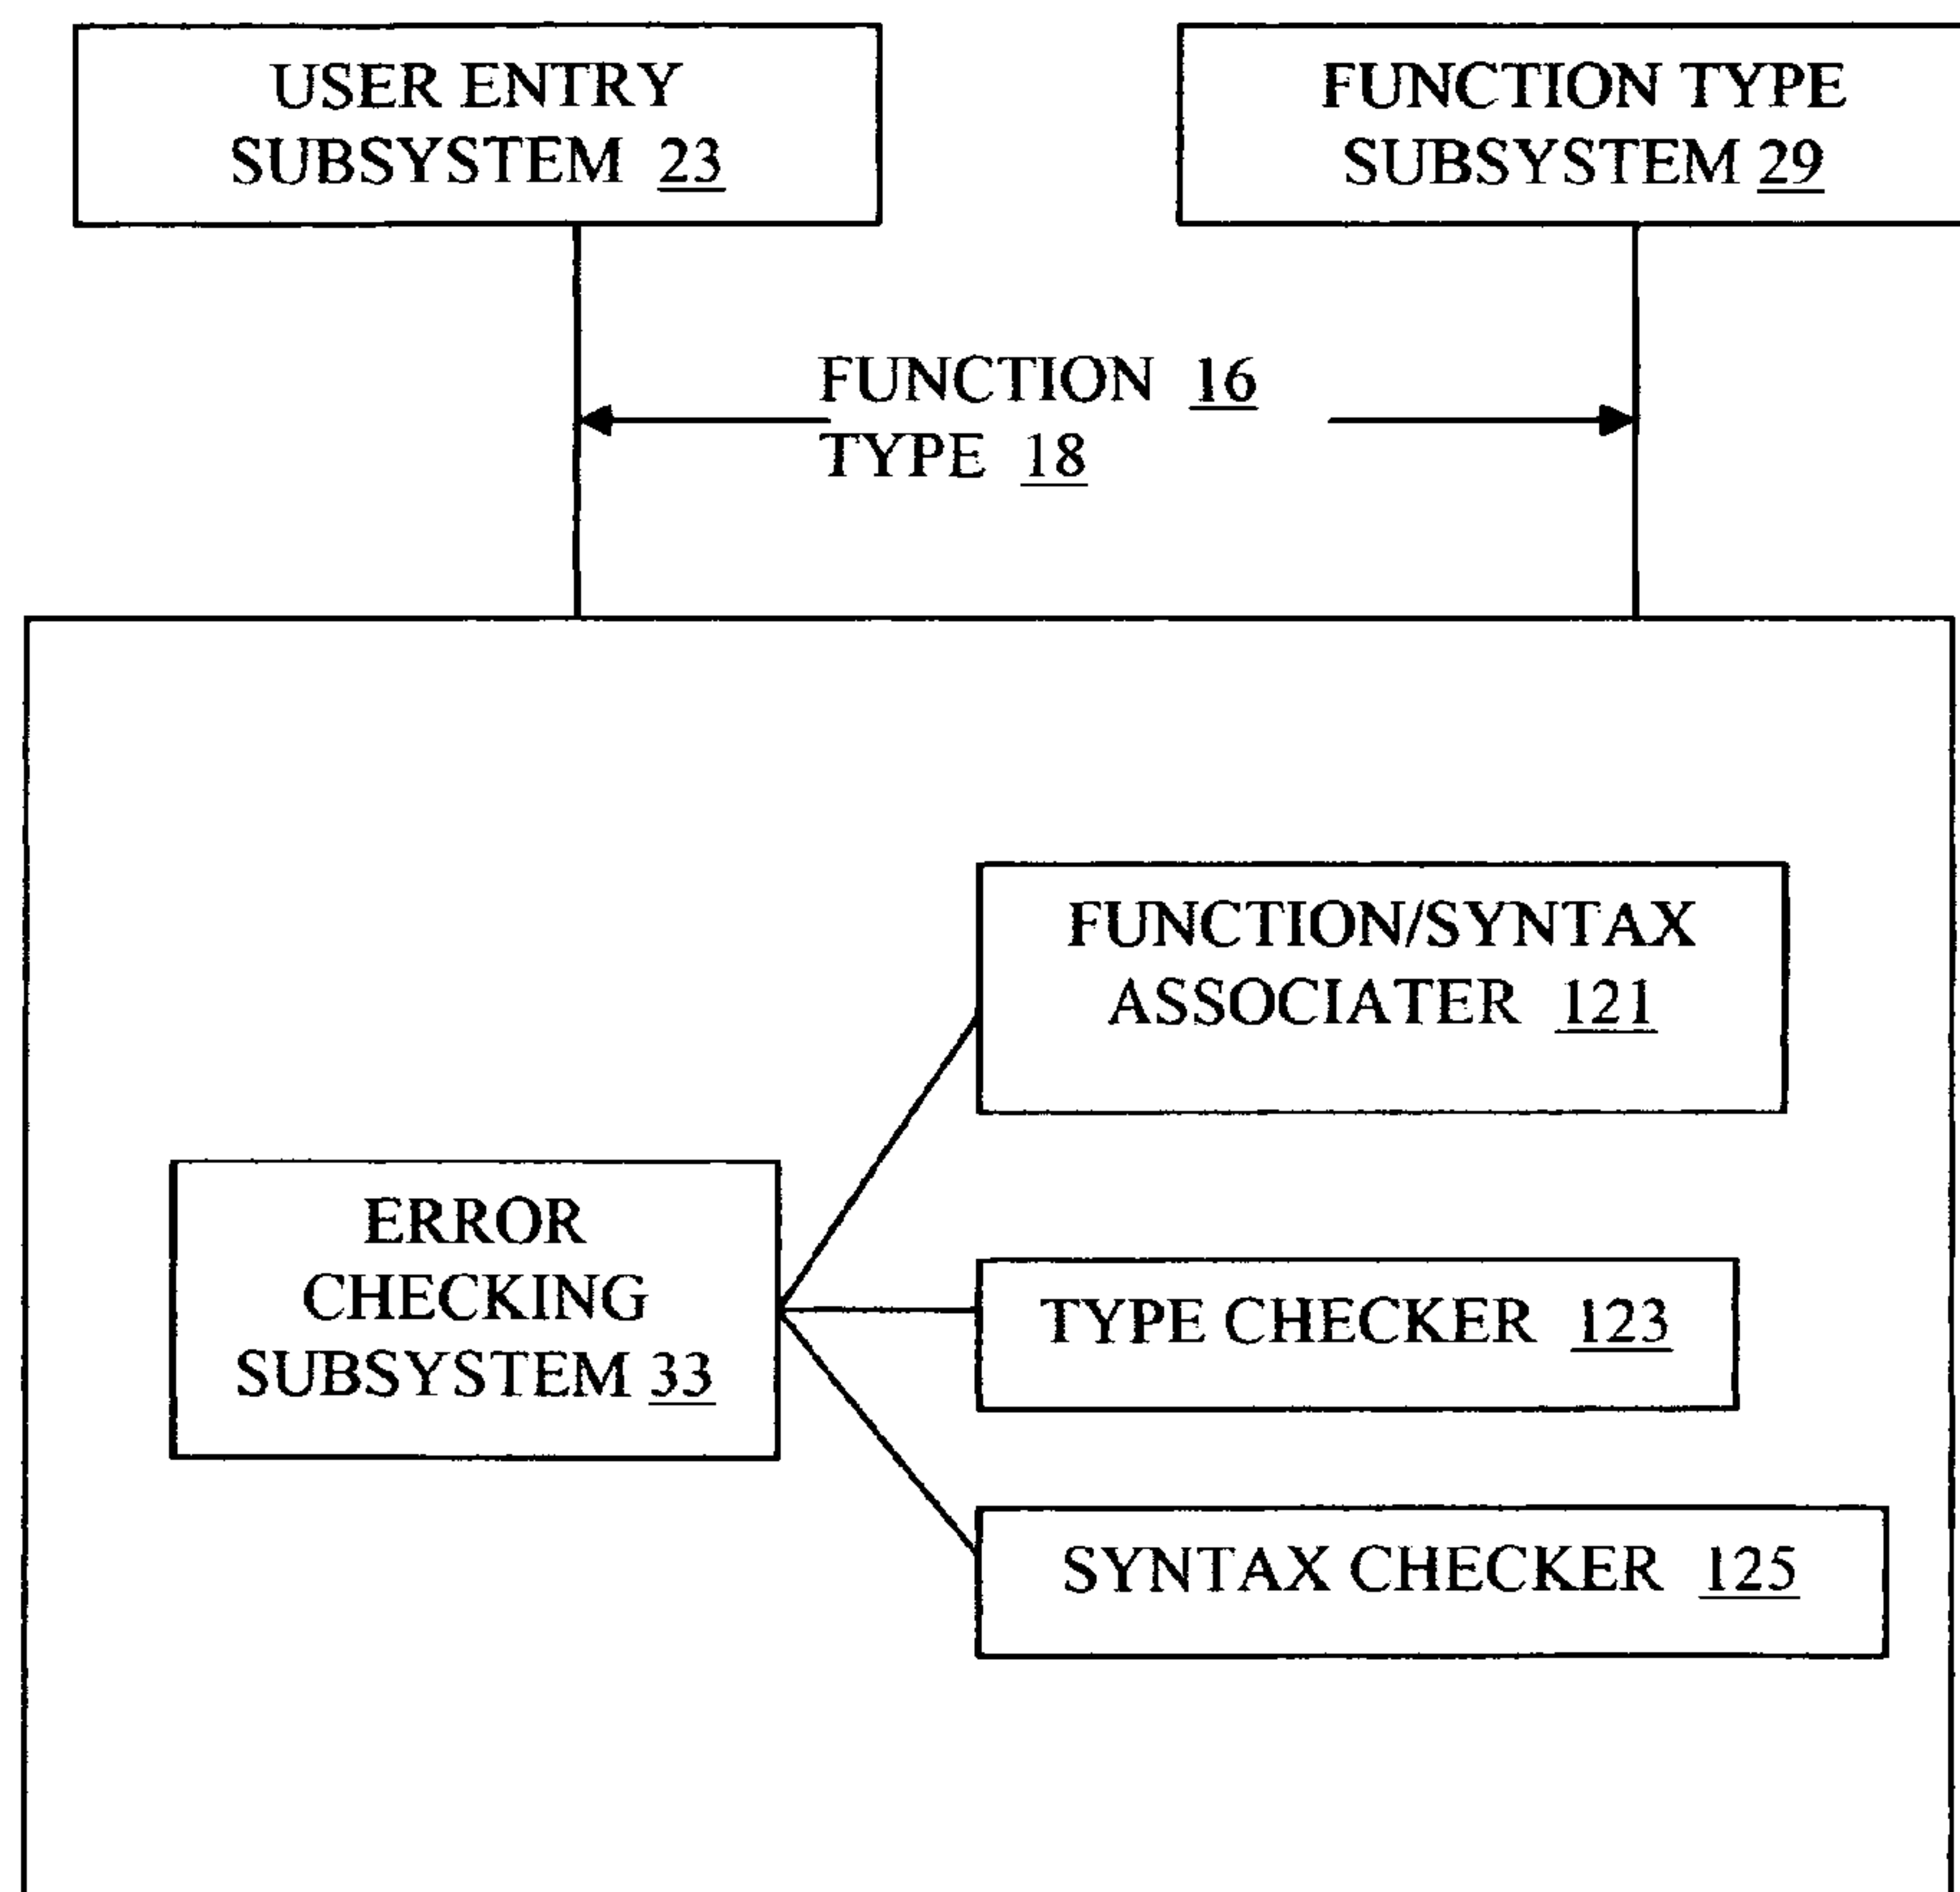 USER ENTRY
SUBSYSTEM 23
FUNCTION TYPE
SUBSYSTEM 29
FUNCTION 16
TYPE 18
FUNCTION/SYNTAX
ASSOCIATER 121
ERROR
CHECKING
SUBSYSTEM 33
TYPE CHECKER 123
SYNTAX CHECKER 125